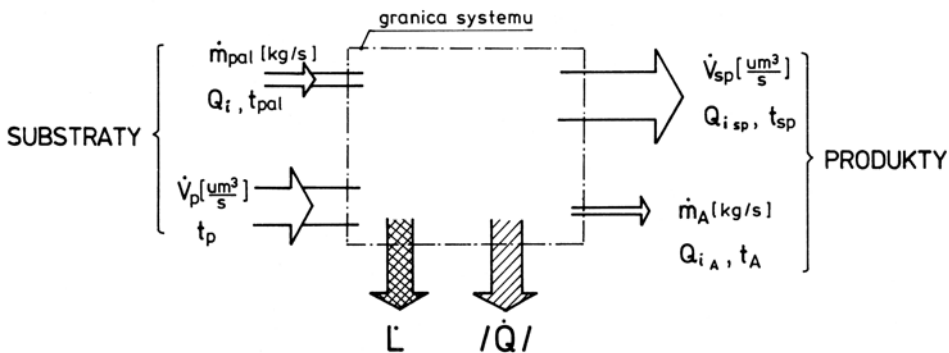 granica systemu
ṁpal [kg/s]
Qi , tpal
SUBSTRATY
V̇p [um³/s]
tp
V̇sp [um³/s]
Qi sp , tsp
PRODUKTY
ṁA [kg/s]
Qi A , tA
L̇
/Q̇/